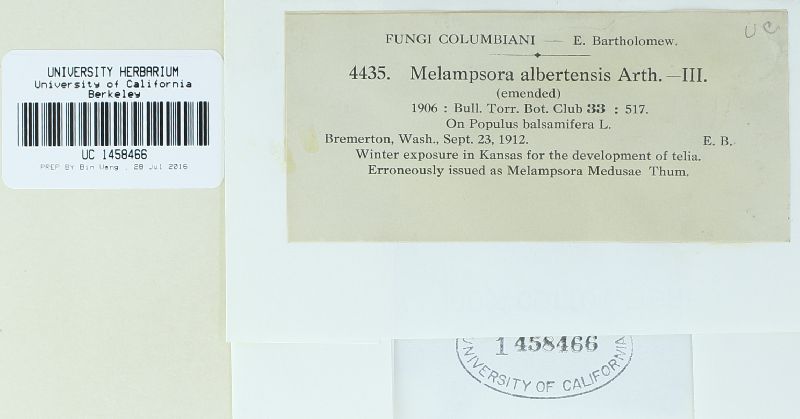 UNIVERSITY HERBARIUM
University of California
Berkeley
UC 1458466
PREP BY Bin Wang , 28 Jul 2016
UC
FUNGI COLUMBIANI — E. Bartholomew.
4435. Melampsora albertensis Arth.—III.
(emended)
1906 : Bull. Torr. Bot. Club 33 : 517.
On Populus balsamifera L.
Bremerton, Wash., Sept. 23, 1912. E. B.
Winter exposure in Kansas for the development of telia.
Erroneously issued as Melampsora Medusae Thum.
1458466
UNIVERSITY OF CALIFORNIA